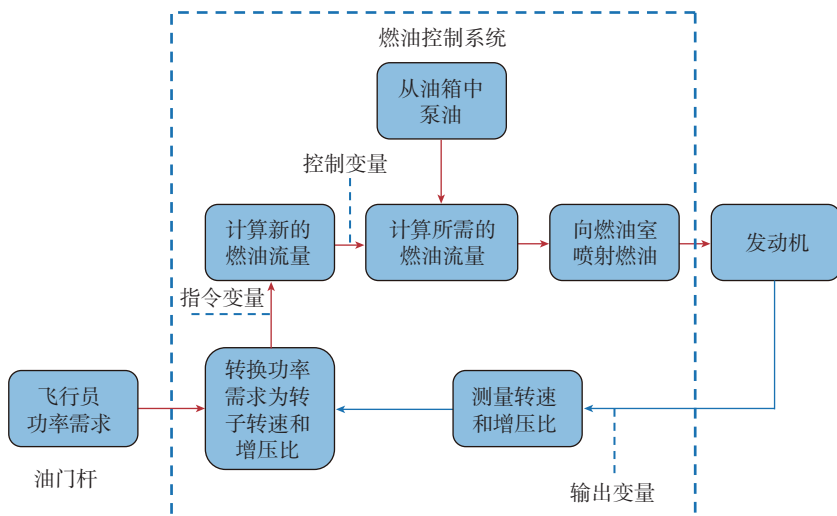 燃油控制系统
从油箱中
泵油
控制变量
计算新的
燃油流量
计算所需的
燃油流量
向燃油室
喷射燃油
发动机
指令变量
飞行员
功率需求
转换功率
需求为转
子转速和
增压比
测量转速
和增压比
油门杆
输出变量